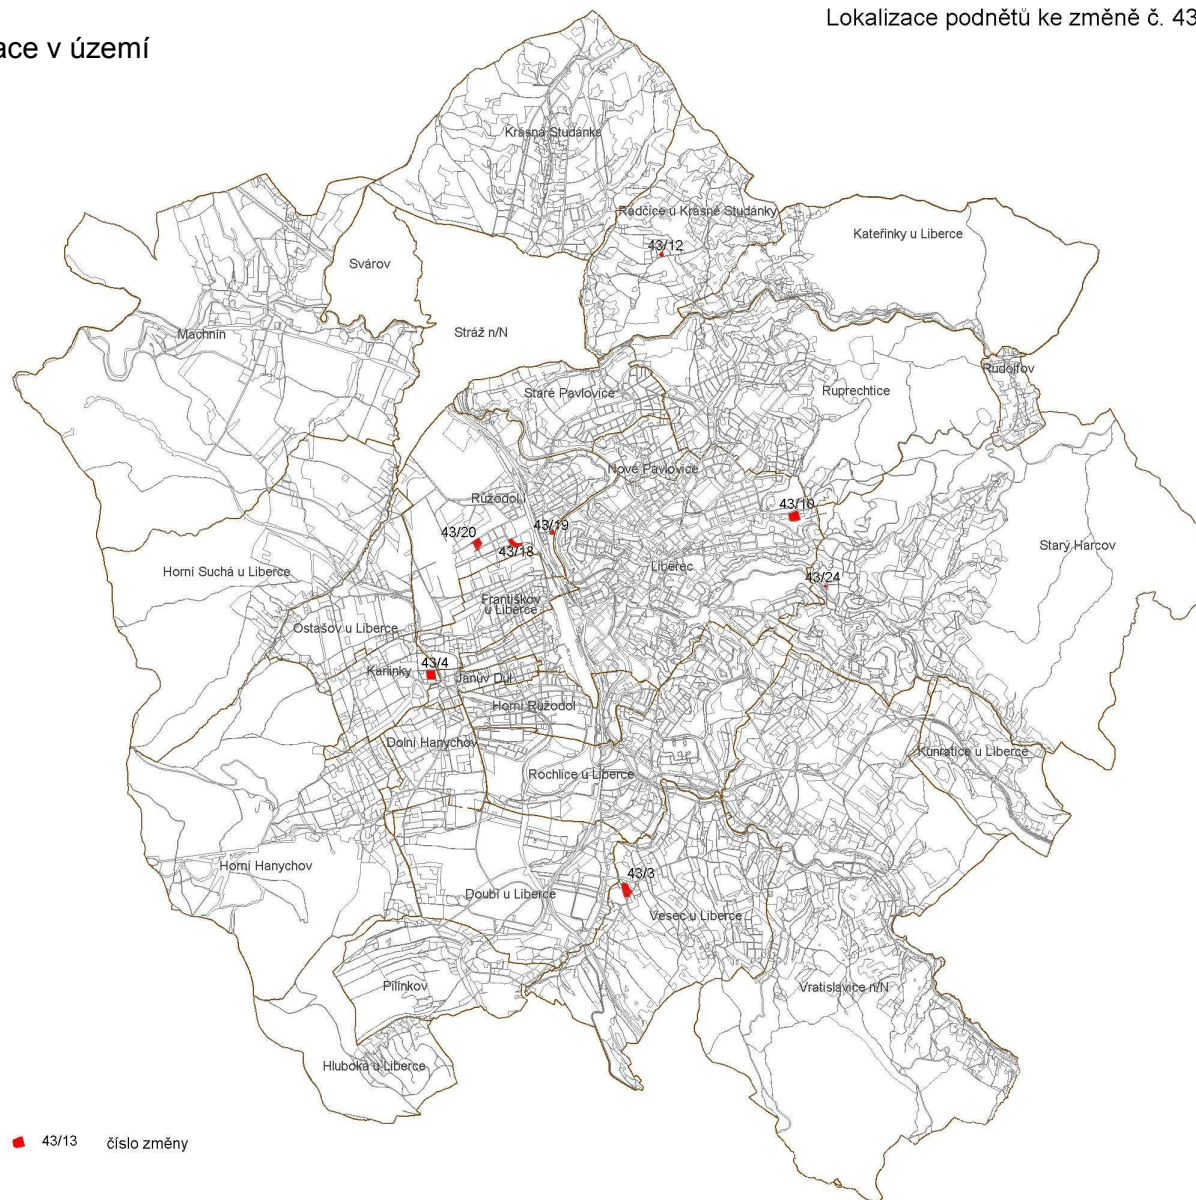 Lokalizace podnětů ke změně č. 43
ace v území
Krásná Studánka
Radčice u Krásné Studánky
43/12
Kateřinky u Liberce
Svárov
Machnín
Stráž n/N
Rudolfov
Staré Pavlovice
Ruprechtice
Nové Pavlovice
Růžodol I
43/10
43/20
43/18
43/19
Starý Harcov
Liberec
Horní Suchá u Liberce
43/24
Františkov
u Liberce
Ostašov u Liberce
Karlinky
43/4
Janův Důl
Horní Růžodol
Dolní Hanychov
Kunratice u Liberce
Rochlice u Liberce
Horní Hanychov
43/3
Doubí u Liberce
Vesec u Liberce
Pilínkov
Vratislavice n/N
Hluboká u Liberce
43/13 číslo změny